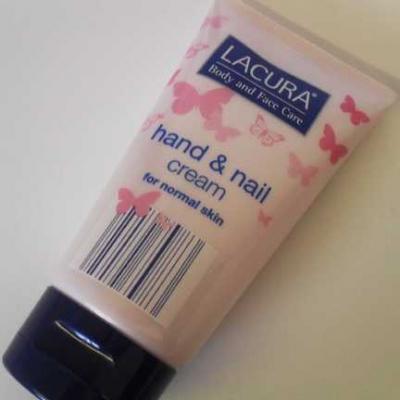 LACURA®
Body and Face Care
hand & nail
cream
for normal skin